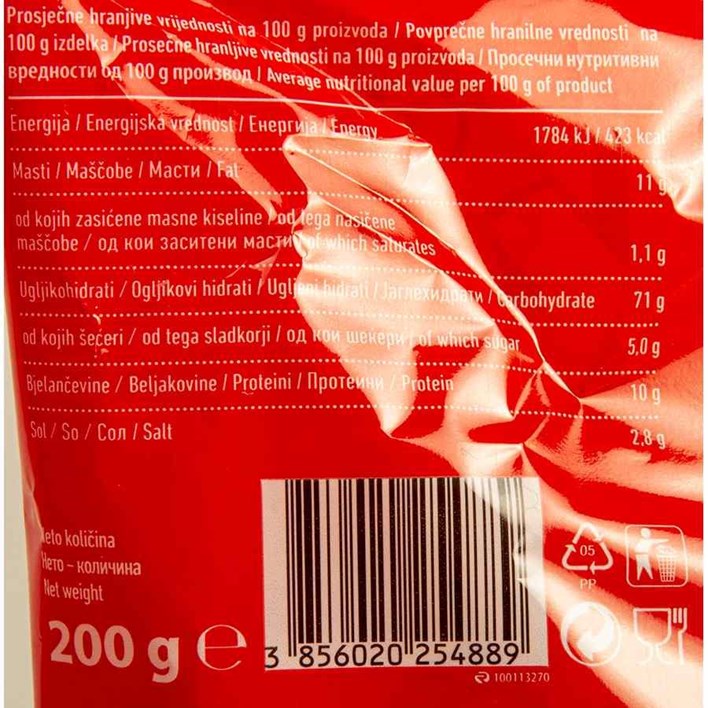 Prosječne hranjive vrijednosti na 100 g proizvoda / Povprečne hranilne vrednosti na
100 g izdelka / Prosečne hranljive vrednosti na 100 g proizvoda / Просечни нутритивни
вредности од 100 g производ / Average nutritional value per 100 g of product
Energija / Energijska vrednost / Енергија / Energy 1784 kJ / 423 kcal
Masti / Maščobe / Масти / Fat 11 g
od kojih zasićene masne kiseline / od tega nasičene
maščobe / од кои заситени масти / of which saturates 1,1 g
Ugljikohidrati / Ogljikovi hidrati / Ugljeni hidrati / Јаглехидрати / Carbohydrate 71 g
od kojih šećeri / od tega sladkorji / од кои шеќери / of which sugar 5,0 g
Bjelančevine / Beljakovine / Proteini / Протеини / Protein 10 g
Sol / So / Сол / Salt 2,8 g
Neto količina
Нето – количина
Net weight
200 g ℮
3 856020 254889
100113270
05
PP